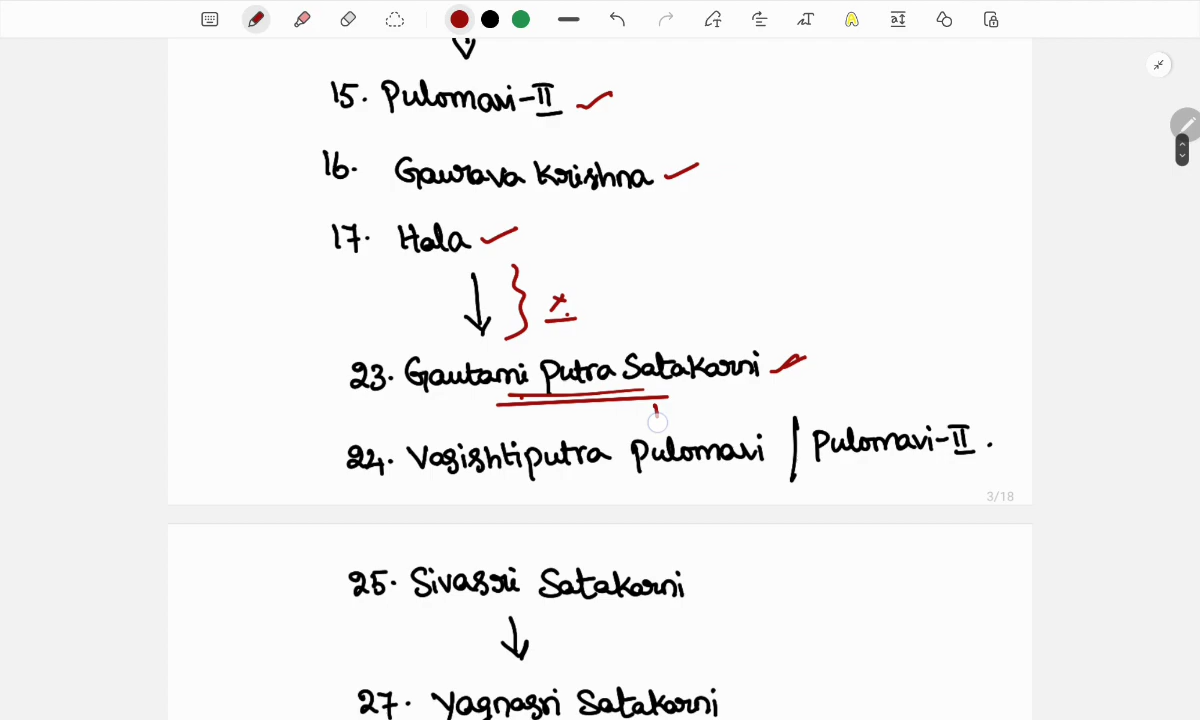 15. Pulomavi-II
16. Gaurava Krishna
17. Hala
x.
23. Gautami Putra Satakarni
24. Vasishtiputra Pulomavi | Pulomavi-II.
3/18
25. Sivasri Satakarni
27. Yagnasri Satakarni